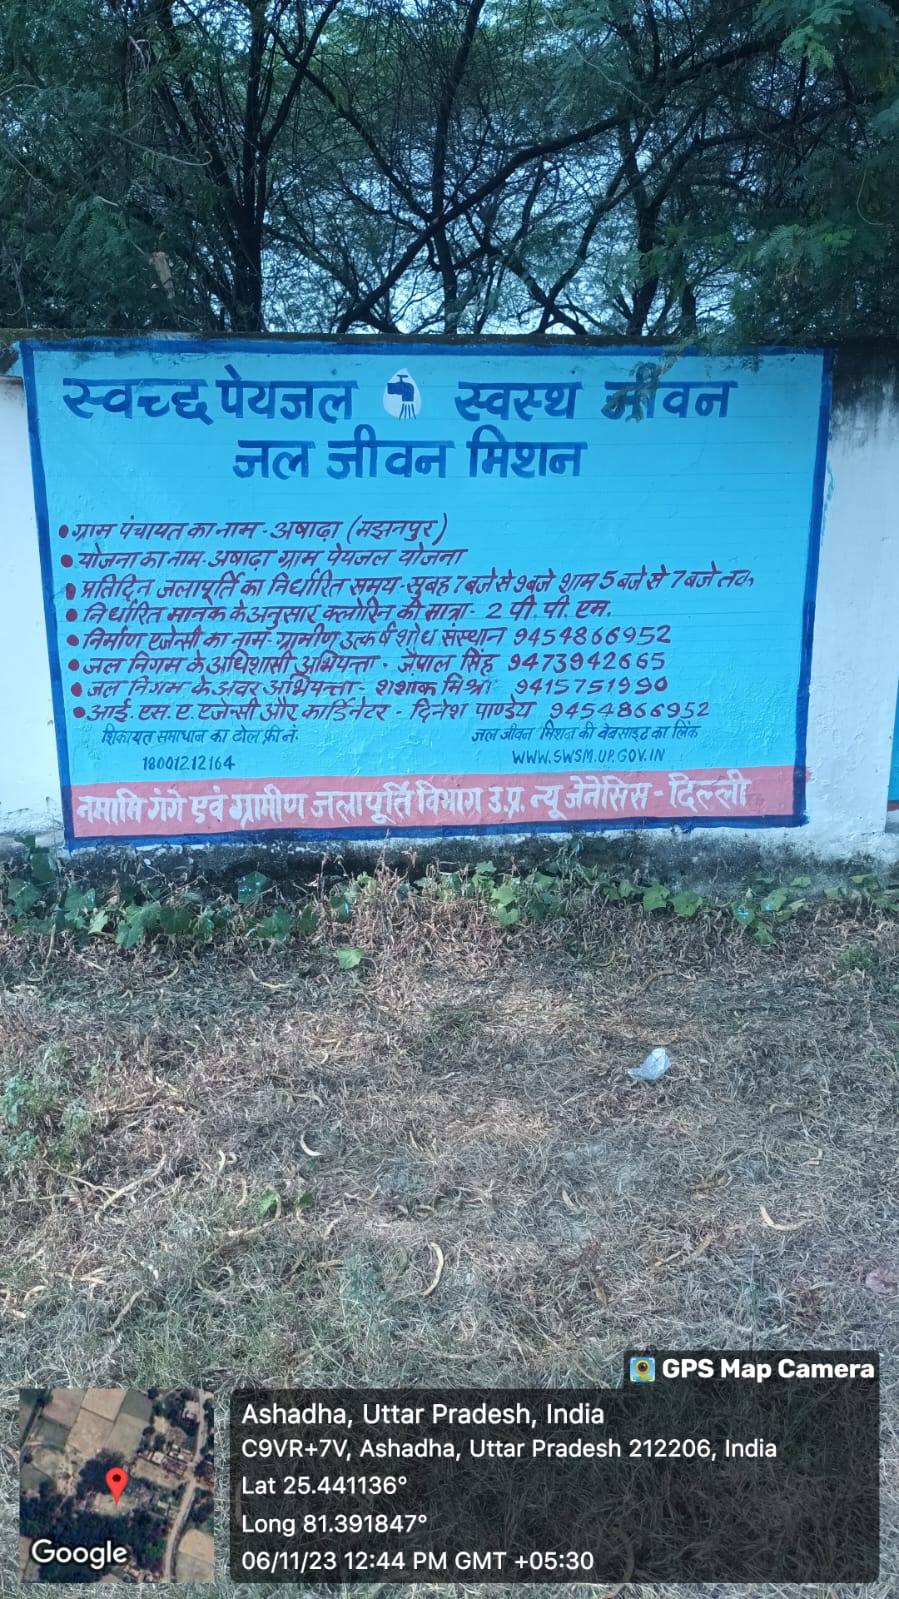 स्वच्छ पेयजल स्वस्थ जीवन
जल जीवन मिशन
• ग्राम पंचायत का नाम - अषाढ़ा (मझनपुर)
• योजना का नाम - अषाढ़ा ग्राम पेयजल योजना
• प्रतिदिन जलापूर्ति का निर्धारित समय - सुबह 7 बजे से 9 बजे शाम 5 बजे से 7 बजे तक
• निर्धारित मानक के अनुसार क्लोरिन की मात्रा - 2 पी. पी. एम.
• निर्माण एजेन्सी का नाम - ग्रामीण उत्कर्ष शोध संस्थान 9454866952
• जल निगम के अधिशासी अभियन्ता - जैपाल सिंह 9473942665
• जल निगम के अवर अभियन्ता - शशांक मिश्रा 9415751990
• आई. एस. ए. एजेन्सी और कार्डिनेटर - दिनेश पाण्डेय 9454866952
शिकायत समाधान का टोल फ्री नं. जल जीवन मिशन की वेबसाइट का लिंक
18001212164 WWW.SWSM.UP.GOV.IN
नमामि गंगे एवं ग्रामीण जलापूर्ति विभाग उ.प्र. न्यू जेनेसिस - दिल्ली
GPS Map Camera
Ashadha, Uttar Pradesh, India
C9VR+7V, Ashadha, Uttar Pradesh 212206, India
Lat 25.441136°
Long 81.391847°
06/11/23 12:44 PM GMT +05:30
Google